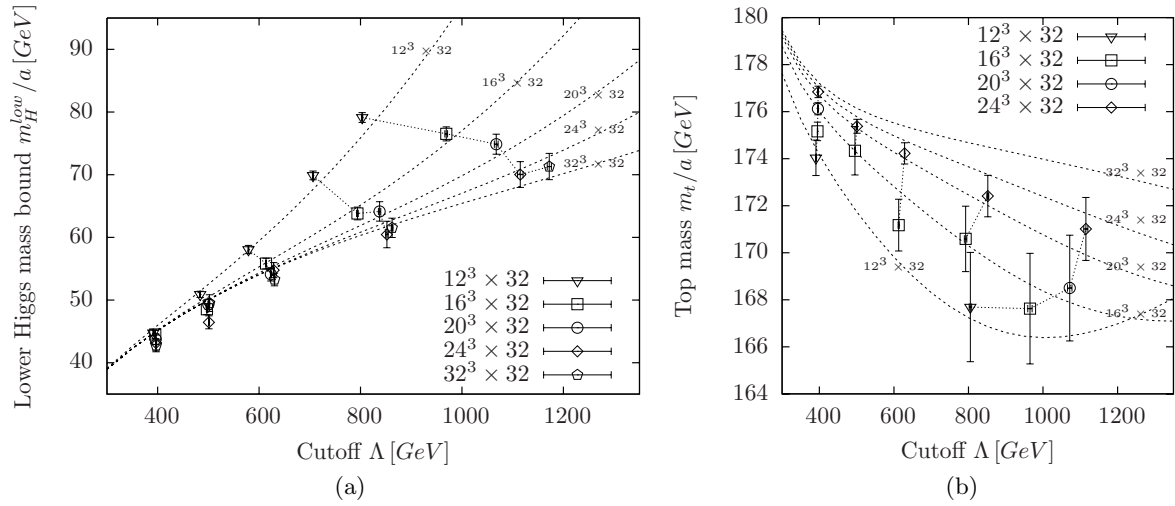 Lower Higgs mass bound m_H^{low}/a [GeV]
90
80
70
60
50
40
400
600
800
1000
1200
Cutoff Λ [GeV]
12³ × 32
16³ × 32
20³ × 32
24³ × 32
32³ × 32
12³ × 32
16³ × 32
20³ × 32
24³ × 32
32³ × 32
(a)
Top mass m_t/a [GeV]
180
178
176
174
172
170
168
166
164
400
600
800
1000
1200
Cutoff Λ [GeV]
12³ × 32
16³ × 32
20³ × 32
24³ × 32
32³ × 32
24³ × 32
12³ × 32
20³ × 32
16³ × 32
(b)